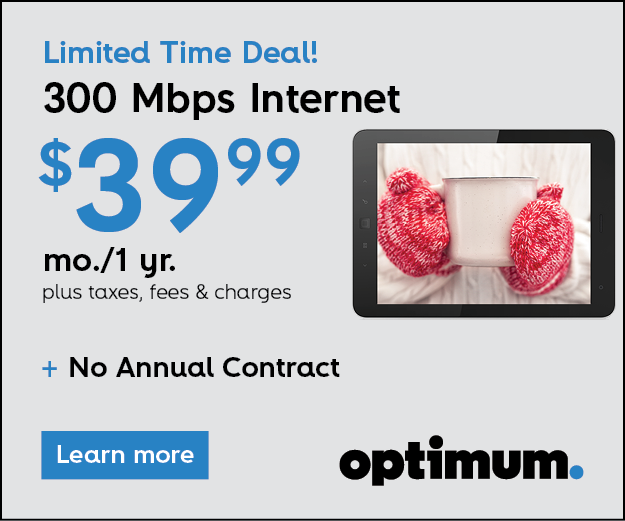 Limited Time Deal!
300 Mbps Internet
$39.99
mo./1 yr.
plus taxes, fees & charges
+ No Annual Contract
Learn more
optimum.